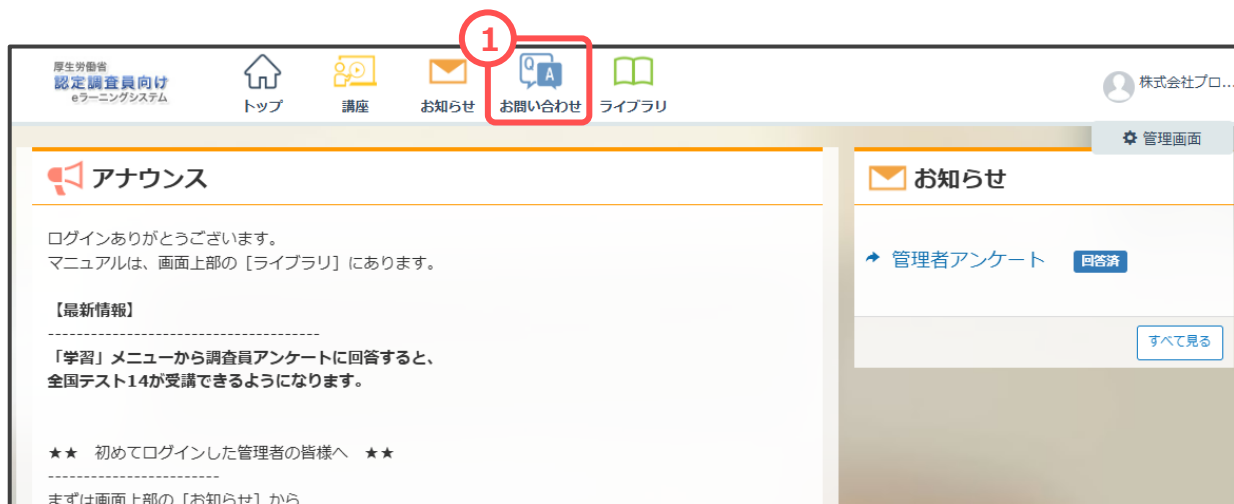 1
厚生労働省
認定調査員向け
eラーニングシステム
トップ
講座
お知らせ
Q A
お問い合わせ
ライブラリ
株式会社プロ...
管理画面
アナウンス
ログインありがとうございます。
マニュアルは、画面上部の［ライブラリ］にあります。
【最新情報】
--------------------------------------
「学習」メニューから調査員アンケートに回答すると、
全国テスト14が受講できるようになります。
★★　初めてログインした管理者の皆様へ　★★
------------------------
まずは画面上部の［お知らせ］から
お知らせ
管理者アンケート
回答済
すべて見る